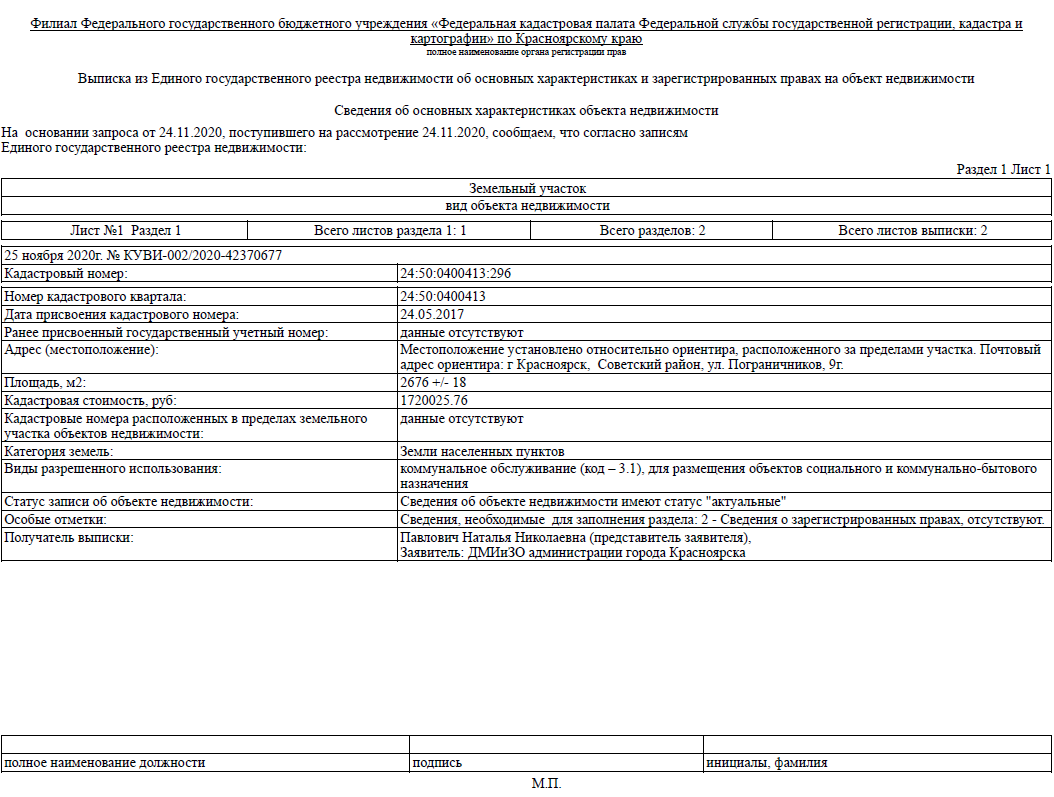 Филиал Федерального государственного бюджетного учреждения «Федеральная кадастровая палата Федеральной службы государственной регистрации, кадастра и
картографии» по Красноярскому краю
полное наименование органа регистрации прав
Выписка из Единого государственного реестра недвижимости об основных характеристиках и зарегистрированных правах на объект недвижимости
Сведения об основных характеристиках объекта недвижимости
На основании запроса от 24.11.2020, поступившего на рассмотрение 24.11.2020, сообщаем, что согласно записям
Единого государственного реестра недвижимости:
Раздел 1 Лист 1
Земельный участок
вид объекта недвижимости
Лист №1 Раздел 1 Всего листов раздела 1: 1 Всего разделов: 2 Всего листов выписки: 2
25 ноября 2020г. № КУВИ-002/2020-42370677
Кадастровый номер: 24:50:0400413:296
Номер кадастрового квартала: 24:50:0400413
Дата присвоения кадастрового номера: 24.05.2017
Ранее присвоенный государственный учетный номер: данные отсутствуют
Адрес (местоположение): Местоположение установлено относительно ориентира, расположенного за пределами участка. Почтовый
адрес ориентира: г Красноярск, Советский район, ул. Пограничников, 9г.
Площадь, м2: 2676 +/- 18
Кадастровая стоимость, руб: 1720025.76
Кадастровые номера расположенных в пределах земельного данные отсутствуют
участка объектов недвижимости:
Категория земель: Земли населенных пунктов
Виды разрешенного использования: коммунальное обслуживание (код – 3.1), для размещения объектов социального и коммунально-бытового
назначения
Статус записи об объекте недвижимости: Сведения об объекте недвижимости имеют статус "актуальные"
Особые отметки: Сведения, необходимые для заполнения раздела: 2 - Сведения о зарегистрированных правах, отсутствуют.
Получатель выписки: Павлович Наталья Николаевна (представитель заявителя),
Заявитель: ДМИиЗО администрации города Красноярска
полное наименование должности подпись инициалы, фамилия
М.П.